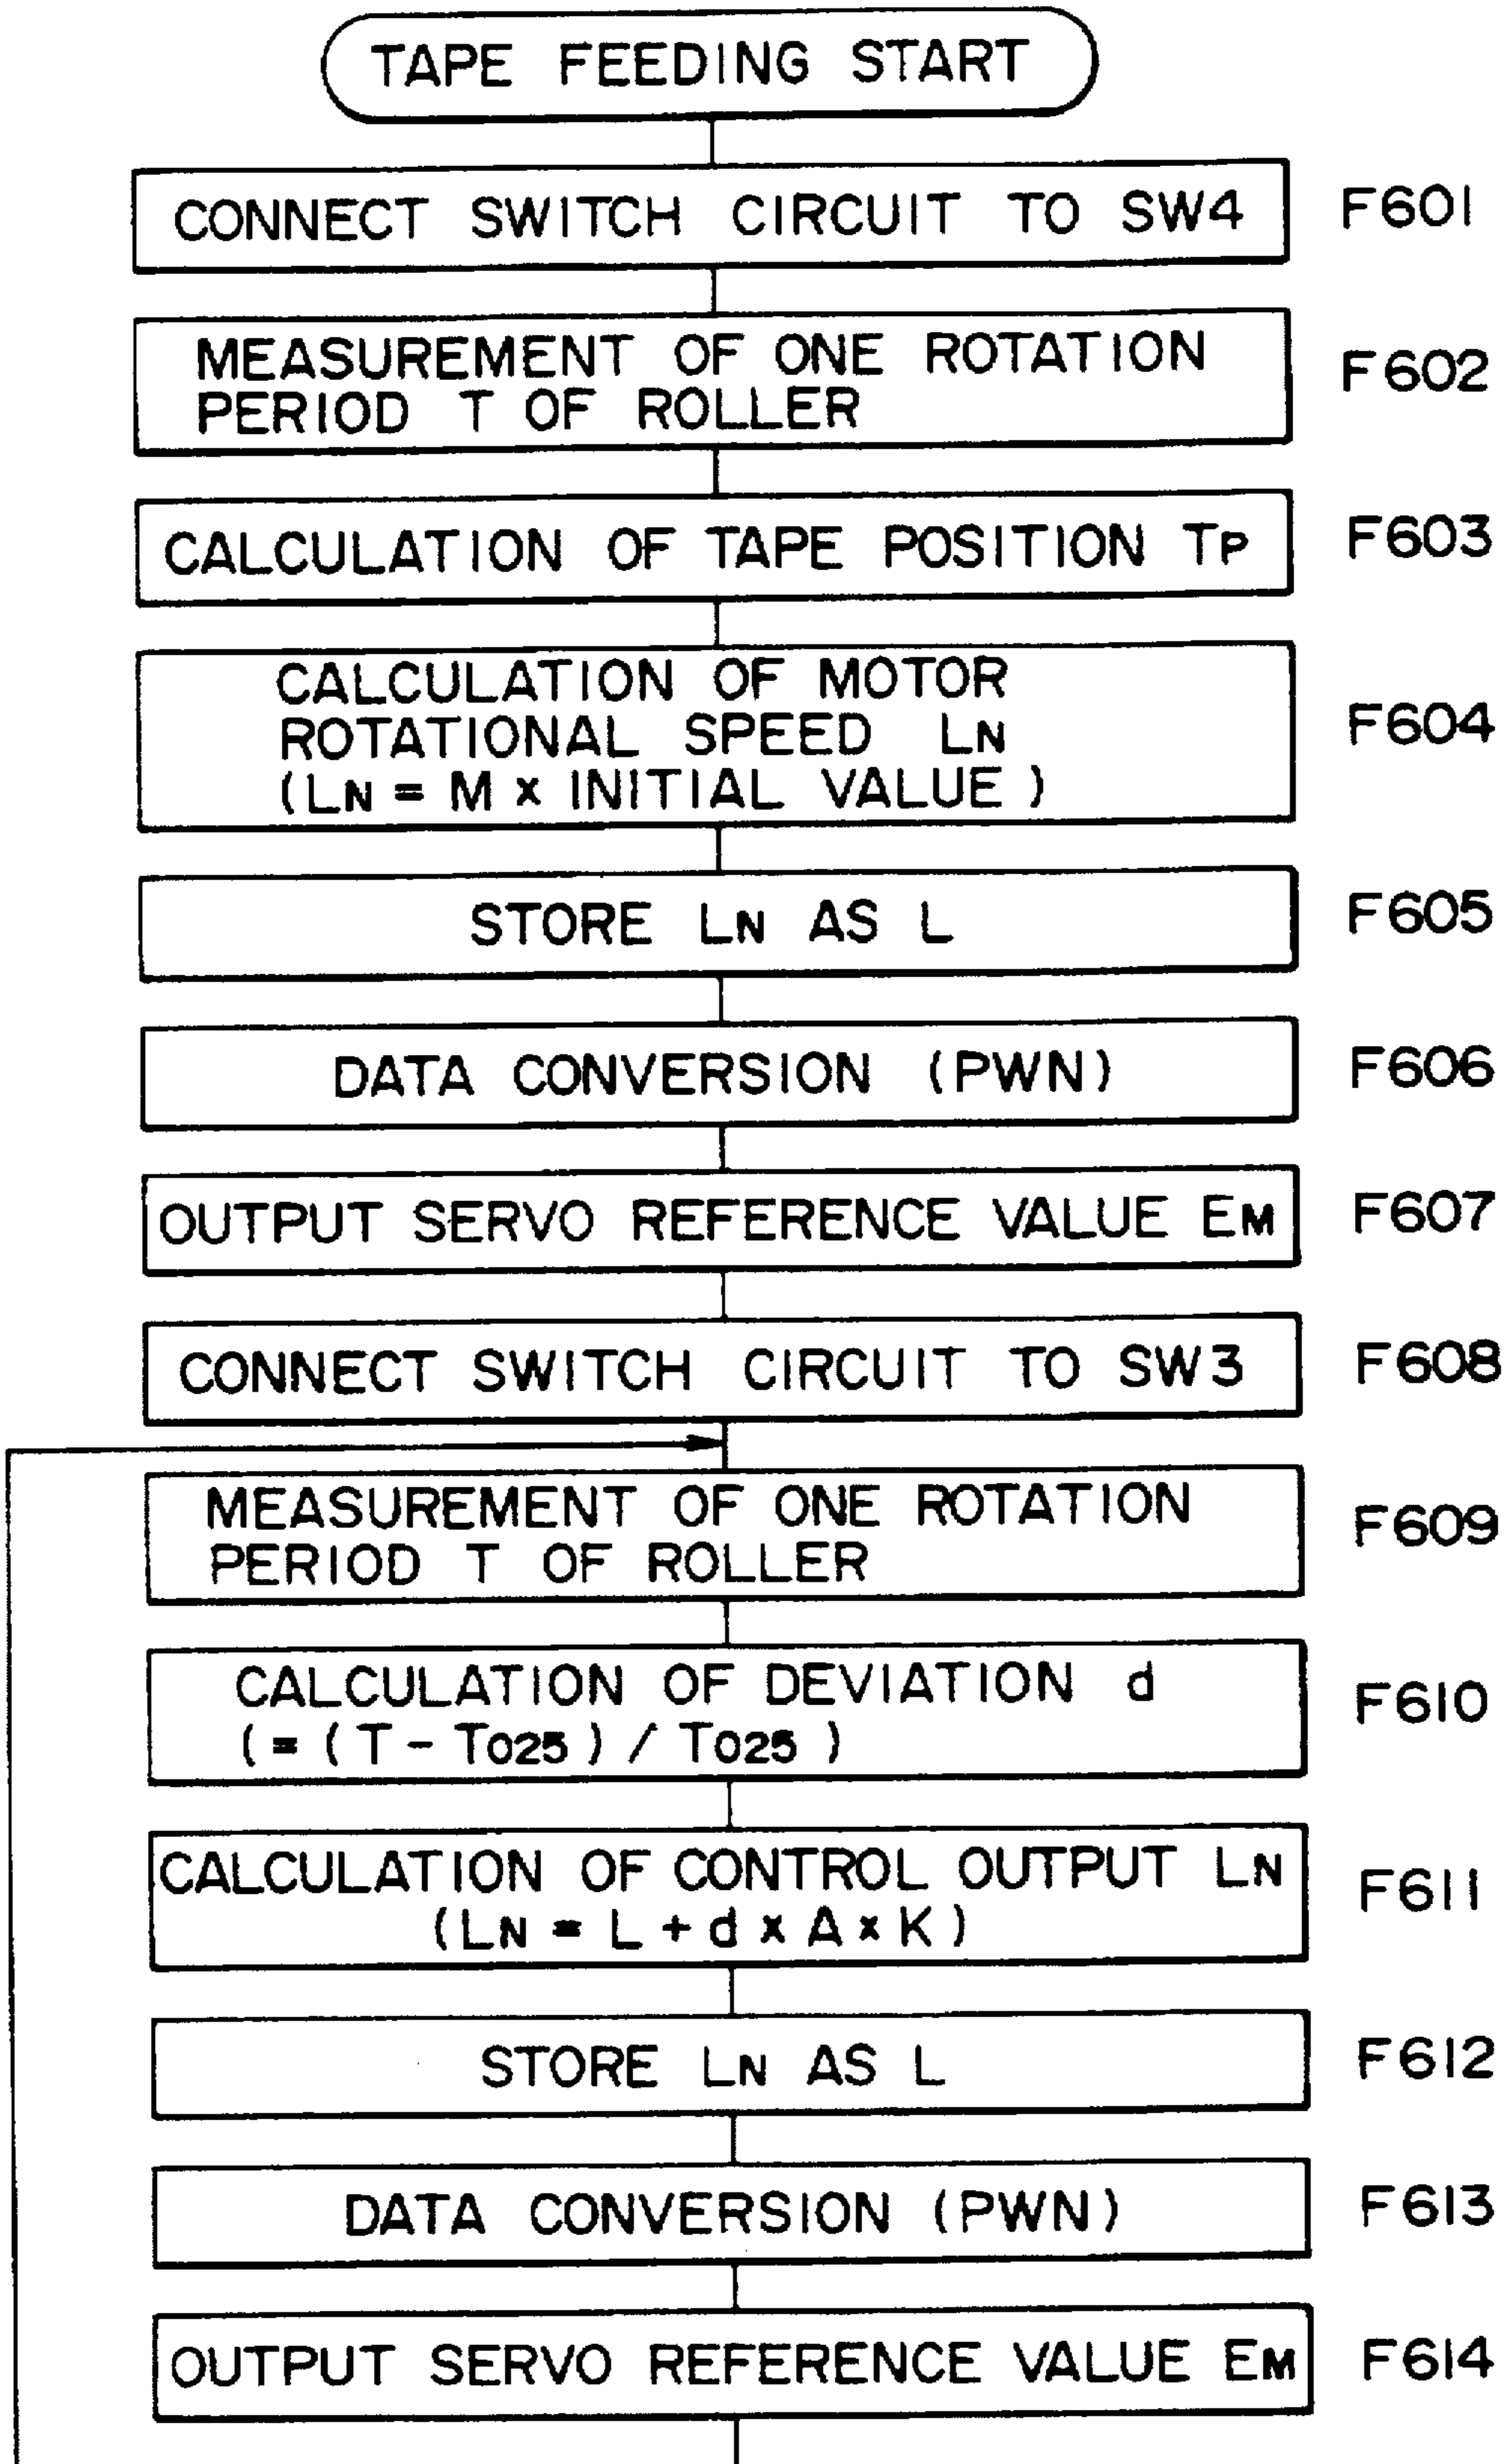 TAPE FEEDING START
CONNECT SWITCH CIRCUIT TO SW4 F601
MEASUREMENT OF ONE ROTATION
PERIOD T OF ROLLER F602
CALCULATION OF TAPE POSITION TP F603
CALCULATION OF MOTOR
ROTATIONAL SPEED LN F604
(LN = M × INITIAL VALUE)
STORE LN AS L F605
DATA CONVERSION (PWN) F606
OUTPUT SERVO REFERENCE VALUE EM F607
CONNECT SWITCH CIRCUIT TO SW3 F608
MEASUREMENT OF ONE ROTATION
PERIOD T OF ROLLER F609
CALCULATION OF DEVIATION d
(= (T - T025) / T025) F610
CALCULATION OF CONTROL OUTPUT LN
(LN = L + d × A × K) F611
STORE LN AS L F612
DATA CONVERSION (PWN) F613
OUTPUT SERVO REFERENCE VALUE EM F614